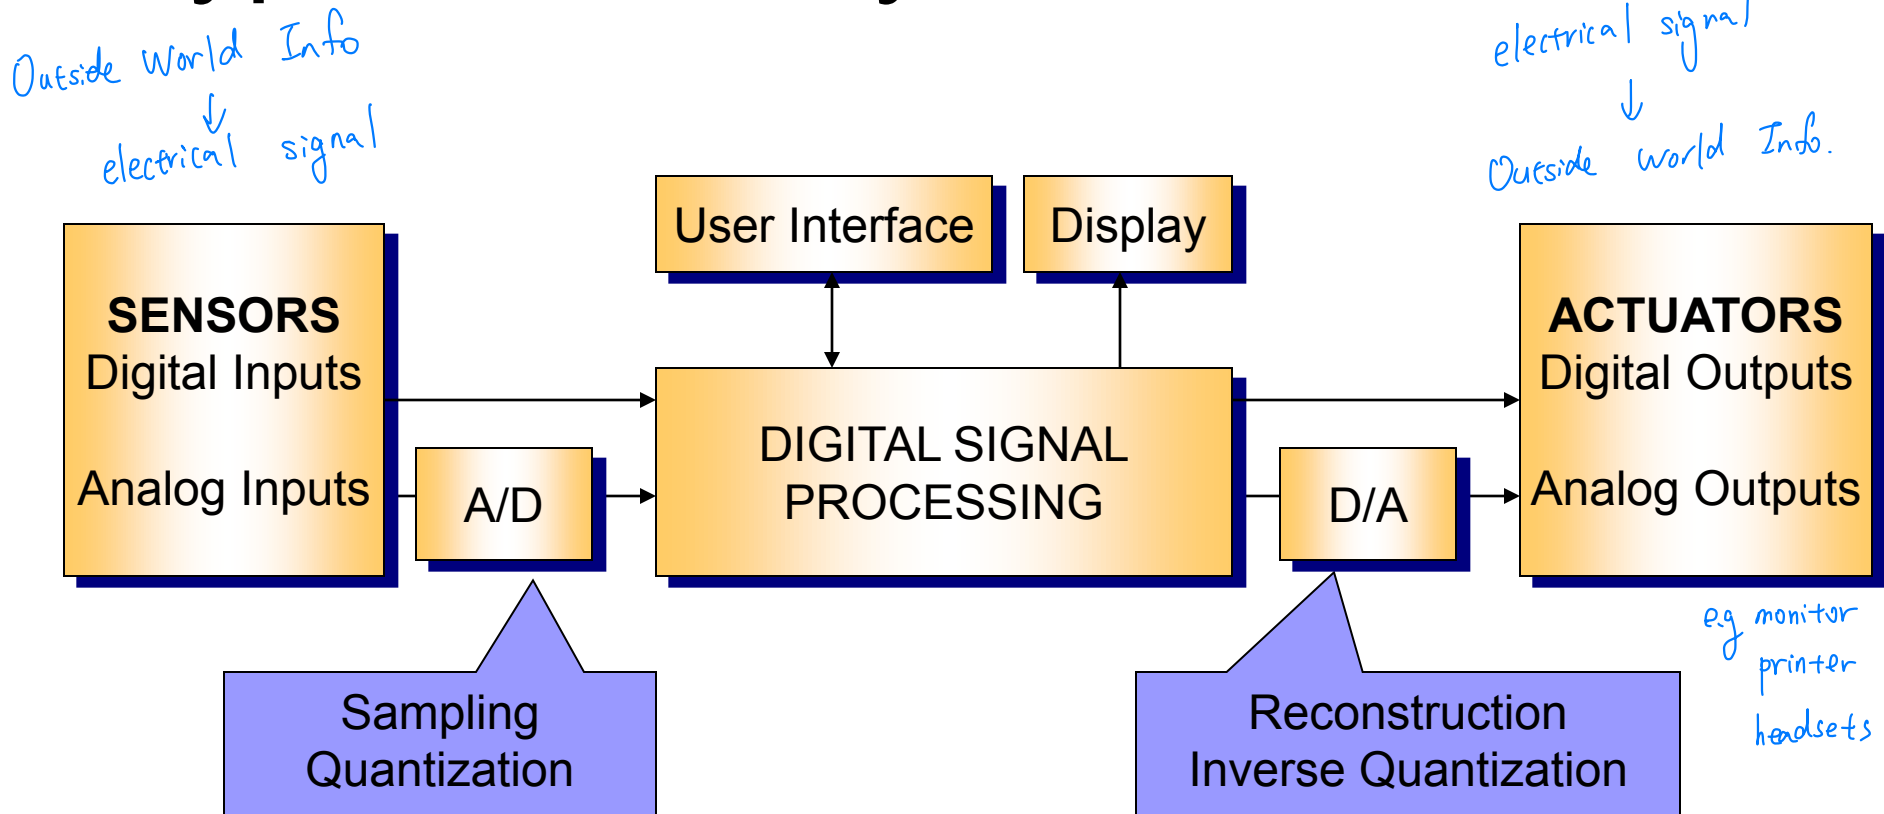 Outside World Info
↓
electrical signal
electrical signal
↓
Outside World Info.
User Interface
Display
SENSORS
Digital Inputs
Analog Inputs
A/D
DIGITAL SIGNAL
PROCESSING
D/A
ACTUATORS
Digital Outputs
Analog Outputs
e.g monitor
printer
headsets
Sampling
Quantization
Reconstruction
Inverse Quantization